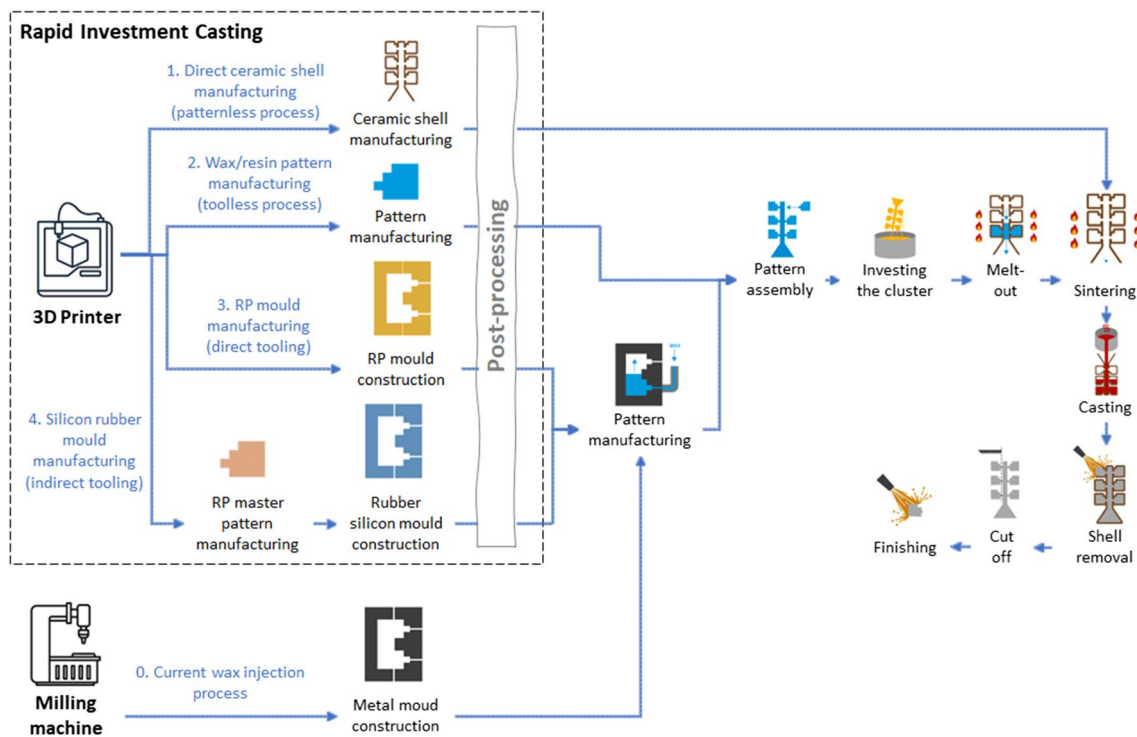 Rapid Investment Casting
1. Direct ceramic shell
manufacturing
(patternless process)
Ceramic shell
manufacturing
2. Wax/resin pattern
manufacturing
(toolless process)
Pattern
manufacturing
3D Printer
3. RP mould
manufacturing
(direct tooling)
RP mould
construction
4. Silicon rubber
mould
manufacturing
(indirect tooling)
RP master
pattern
manufacturing
Rubber
silicon mould
construction
Post-processing
WAX
Pattern
manufacturing
Pattern
assembly
Investing
the cluster
Melt-
out
Sintering
Casting
Shell
removal
Cut
off
Finishing
Milling
machine
0. Current wax injection
process
Metal moud
construction